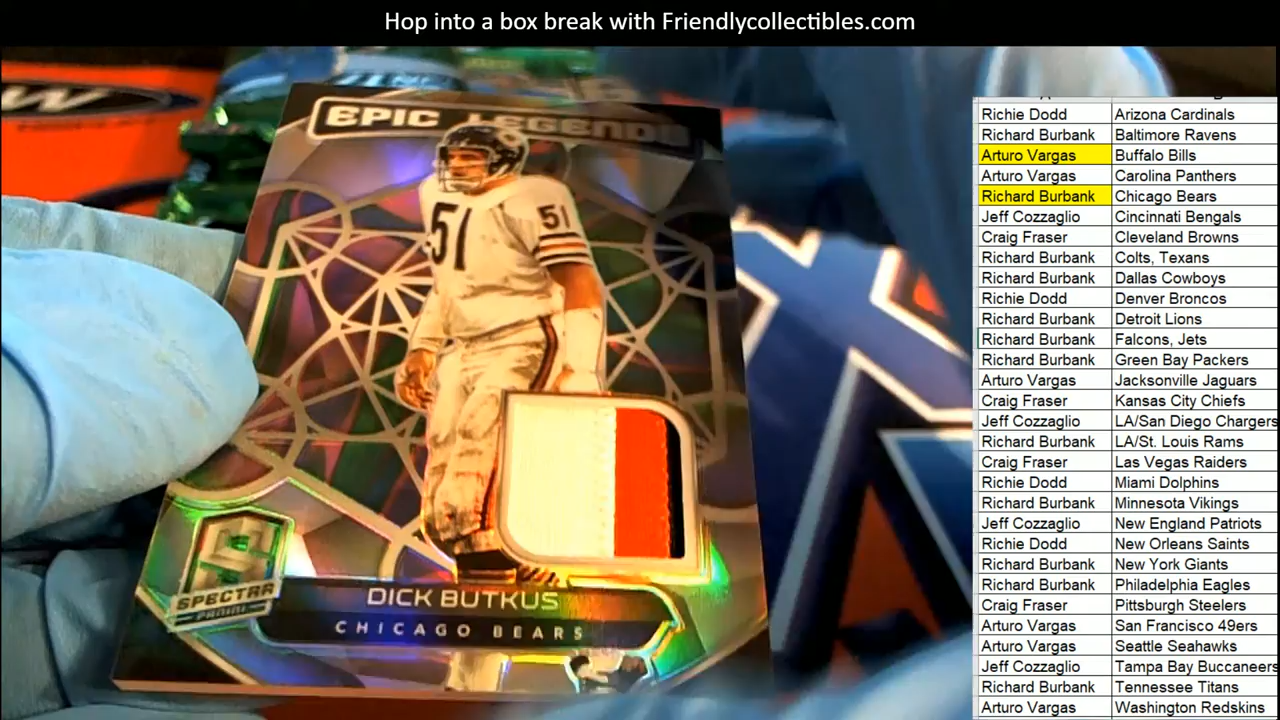 Hop into a box break with Friendlycollectibles.com
EPIC LEGENDS
51
51
SPECTRA
PANINI
DICK BUTKUS
CHICAGO BEARS
Richie Dodd Arizona Cardinals
Richard Burbank Baltimore Ravens
Arturo Vargas Buffalo Bills
Arturo Vargas Carolina Panthers
Richard Burbank Chicago Bears
Jeff Cozzaglio Cincinnati Bengals
Craig Fraser Cleveland Browns
Richard Burbank Colts, Texans
Richard Burbank Dallas Cowboys
Richie Dodd Denver Broncos
Richard Burbank Detroit Lions
Richard Burbank Falcons, Jets
Richard Burbank Green Bay Packers
Arturo Vargas Jacksonville Jaguars
Craig Fraser Kansas City Chiefs
Jeff Cozzaglio LA/San Diego Chargers
Richard Burbank LA/St. Louis Rams
Craig Fraser Las Vegas Raiders
Richie Dodd Miami Dolphins
Richard Burbank Minnesota Vikings
Jeff Cozzaglio New England Patriots
Richie Dodd New Orleans Saints
Richard Burbank New York Giants
Richard Burbank Philadelphia Eagles
Craig Fraser Pittsburgh Steelers
Arturo Vargas San Francisco 49ers
Arturo Vargas Seattle Seahawks
Jeff Cozzaglio Tampa Bay Buccaneers
Richard Burbank Tennessee Titans
Arturo Vargas Washington Redskins